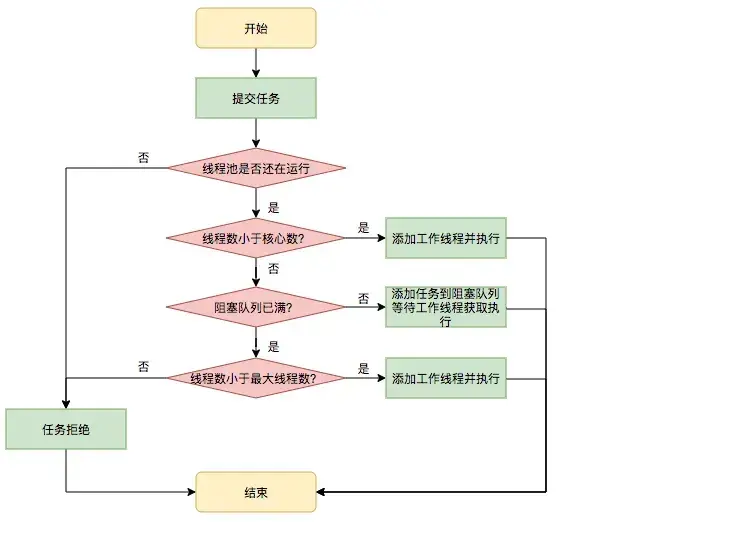 开始
提交任务
否
线程池是否还在运行
是
线程数小于核心数?
是
添加工作线程并执行
否
阻塞队列已满?
否
添加任务到阻塞队列
等待工作线程获取执
行
是
否
线程数小于最大线程数?
是
添加工作线程并执行
任务拒绝
结束